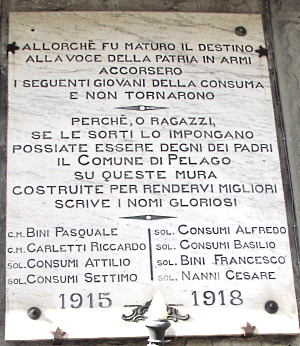 ALLORCHÈ FU MATURO IL DESTINO
ALLA VOCE DELLA PATRIA IN ARMI
ACCORSERO
I SEGUENTI GIOVANI DELLA CONSUMA
E NON TORNARONO
PERCHÈ, O RAGAZZI,
SE LE SORTI LO IMPONGANO
POSSIATE ESSERE DEGNI DEI PADRI
IL COMUNE DI PELAGO
SU QUESTE MURA
COSTRUITE PER RENDERVI MIGLIORI
SCRIVE I NOMI GLORIOSI
C.M. BINI PASQUALE
C.M. CARLETTI RICCARDO
SOL. CONSUMI ATTILIO
SOL. CONSUMI SETTIMO
SOL. CONSUMI ALFREDO
SOL. CONSUMI BASILIO
SOL. BINI FRANCESCO
SOL. NANNI CESARE
1915 - 1918